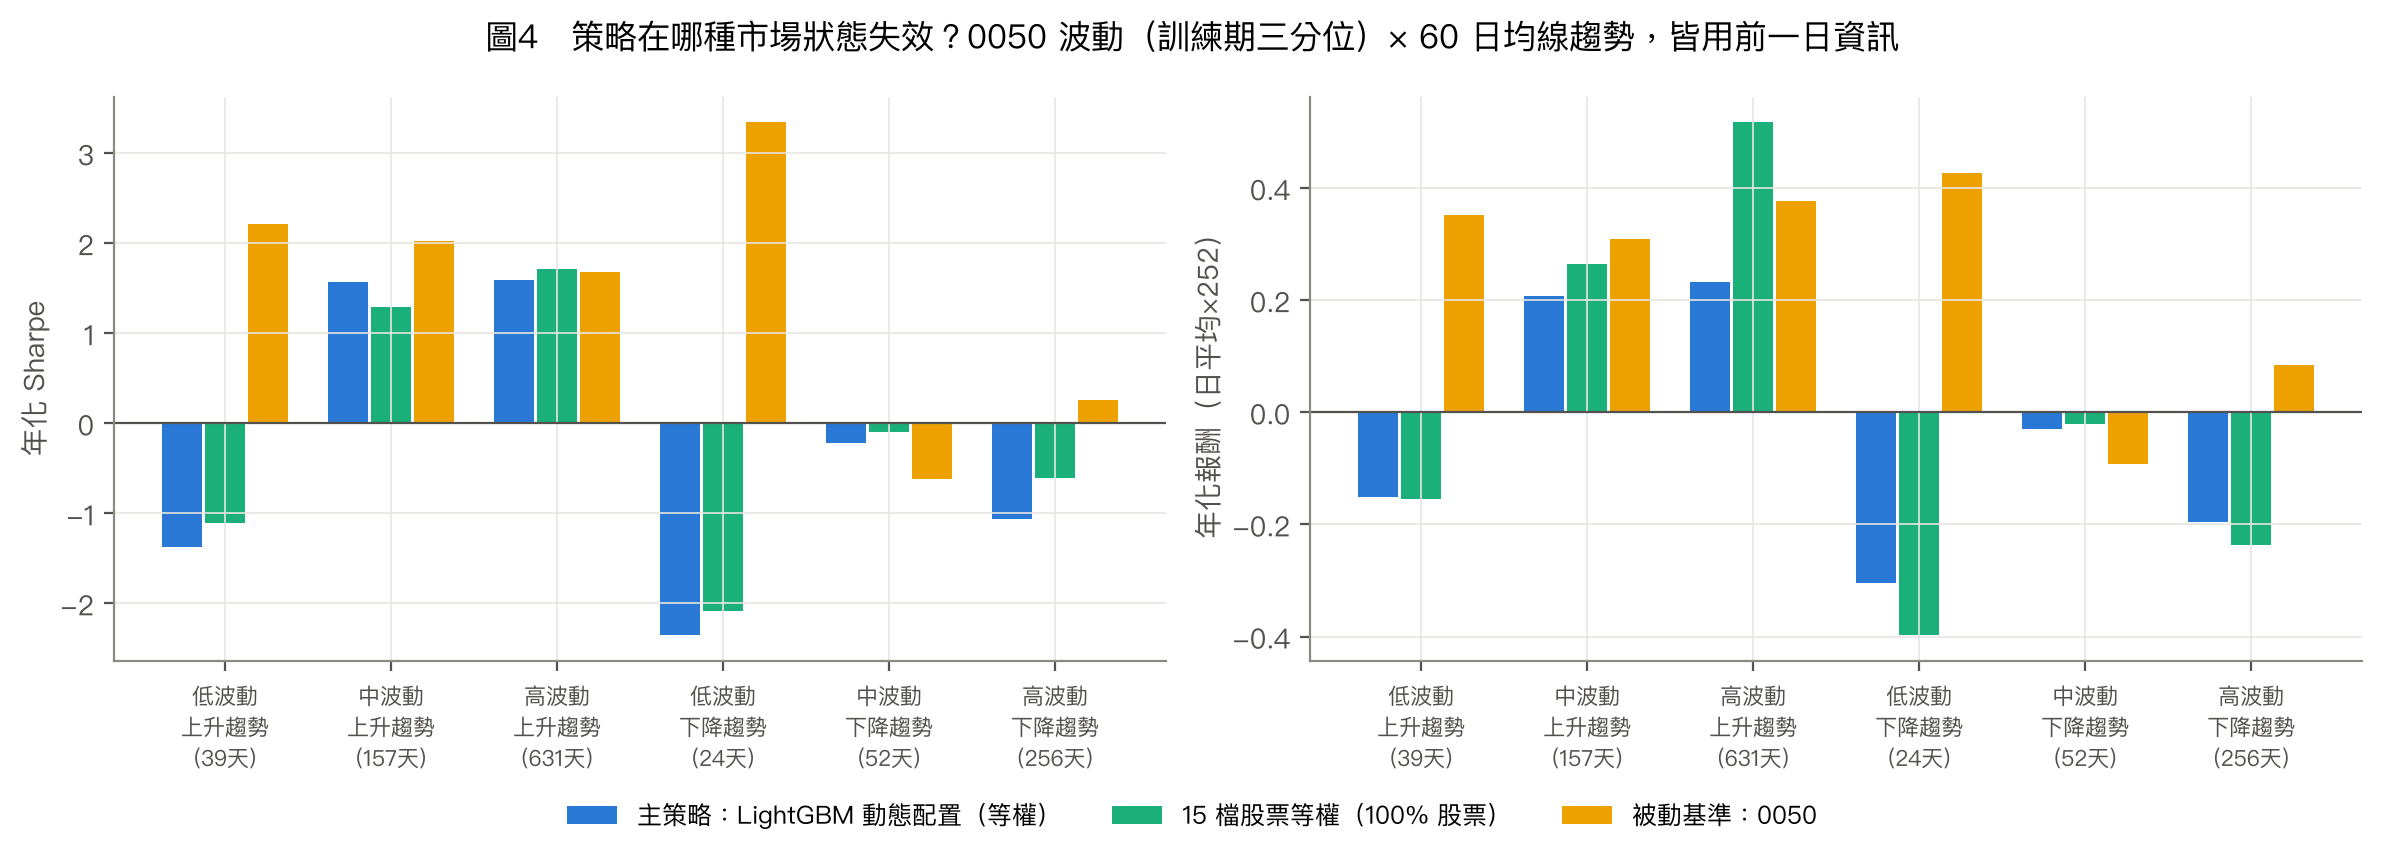 圖4　策略在哪種市場狀態失效？0050 波動（訓練期三分位）× 60 日均線趨勢，皆用前一日資訊
年化 Sharpe
3
2
1
0
−1
−2
低波動
上升趨勢
(39天)
中波動
上升趨勢
(157天)
高波動
上升趨勢
(631天)
低波動
下降趨勢
(24天)
中波動
下降趨勢
(52天)
高波動
下降趨勢
(256天)
年化報酬（日平均×252）
0.4
0.2
0.0
−0.2
−0.4
低波動
上升趨勢
(39天)
中波動
上升趨勢
(157天)
高波動
上升趨勢
(631天)
低波動
下降趨勢
(24天)
中波動
下降趨勢
(52天)
高波動
下降趨勢
(256天)
主策略：LightGBM 動態配置（等權）
15 檔股票等權（100% 股票）
被動基準：0050